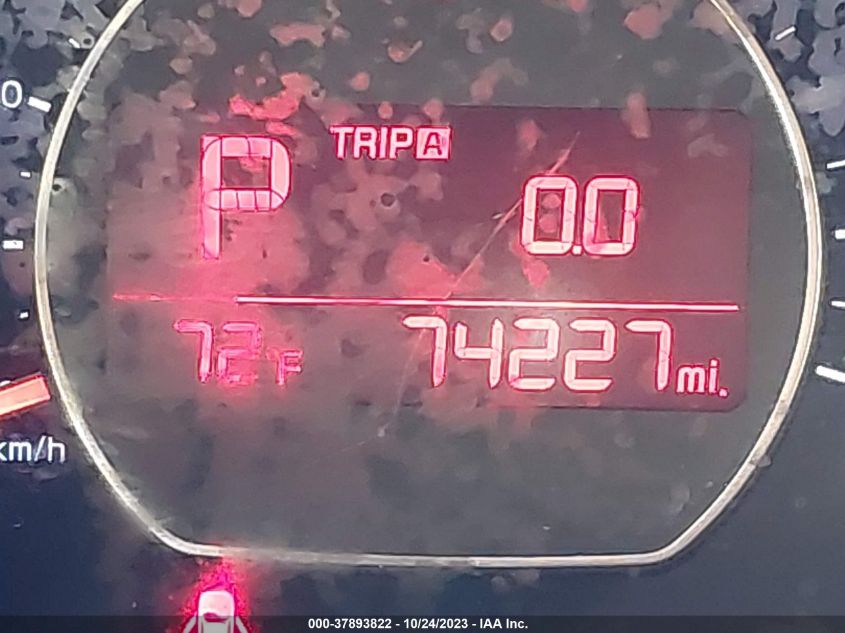 0
P TRIP A
0.0
72°F 74227 mi.
km/h
000-37893822 - 10/24/2023 - IAA Inc.